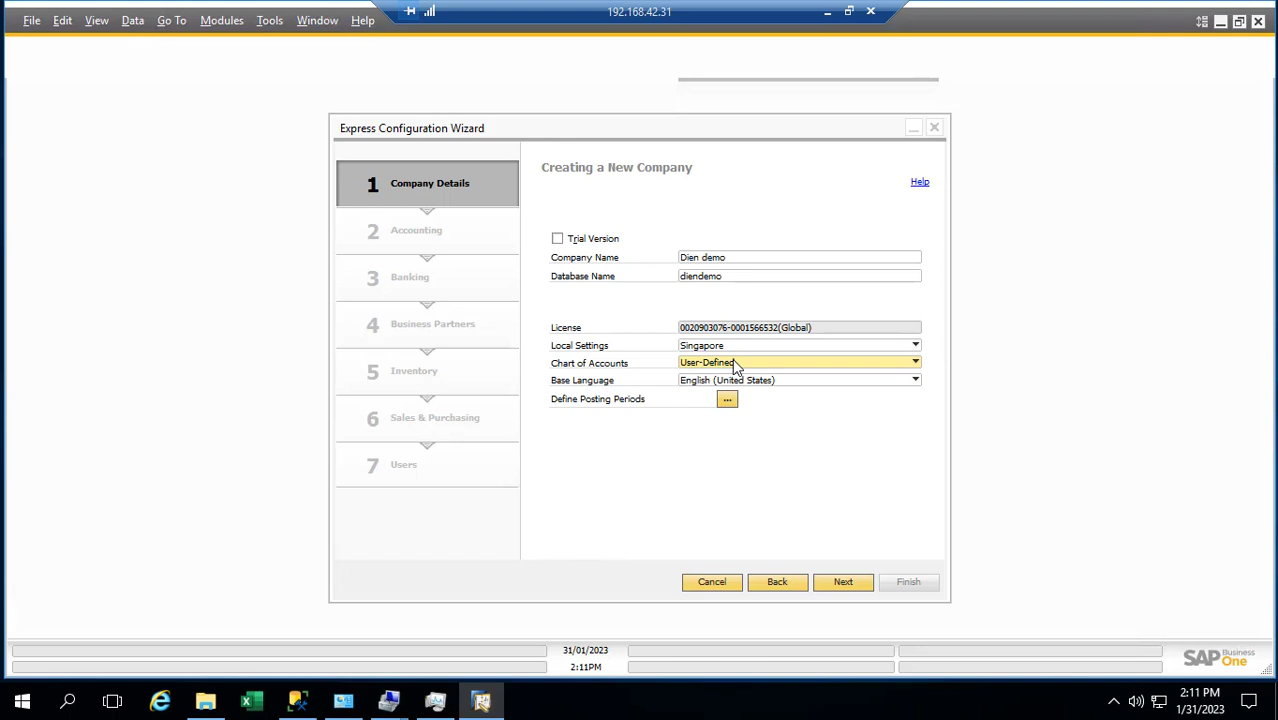 192.168.42.31
File Edit View Data Go To Modules Tools Window Help
Express Configuration Wizard
1 Company Details
2 Accounting
3 Banking
4 Business Partners
5 Inventory
6 Sales & Purchasing
7 Users
Creating a New Company
Help
Trial Version
Company Name Dien demo
Database Name diendemo
License 0020903076-0001566532(Global)
Local Settings Singapore
Chart of Accounts User-Defined
Base Language English (United States)
Define Posting Periods ...
Cancel Back Next Finish
31/01/2023
2:11PM
SAP Business One
2:11 PM
1/31/2023